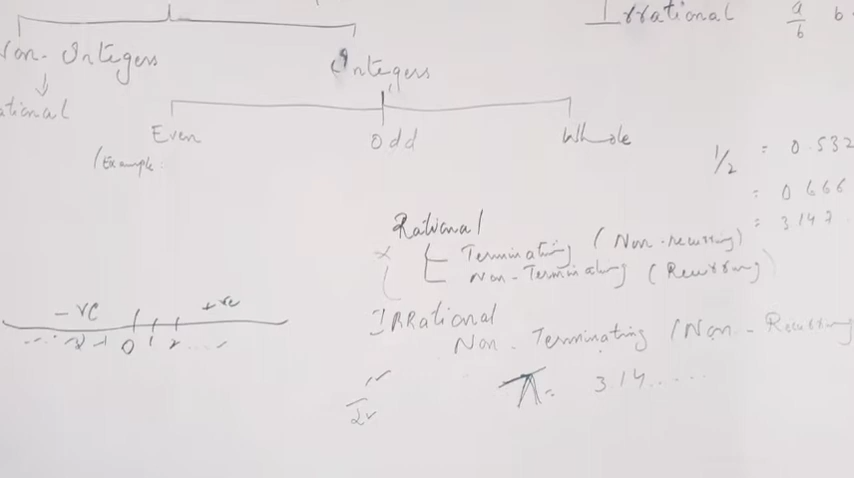 Irrational a/b b
Non-Integers Integers
ational
Even Odd Whole
(Example:
1/2 = 0.532
= 0 666
= 3 147.
Rational
Terminating (Non-recurring)
Non-Terminating (Recurring)
IRRational
Non-Terminating (Non-Recurring
π = 3.14......
-ve +ve
0 1 2 .....